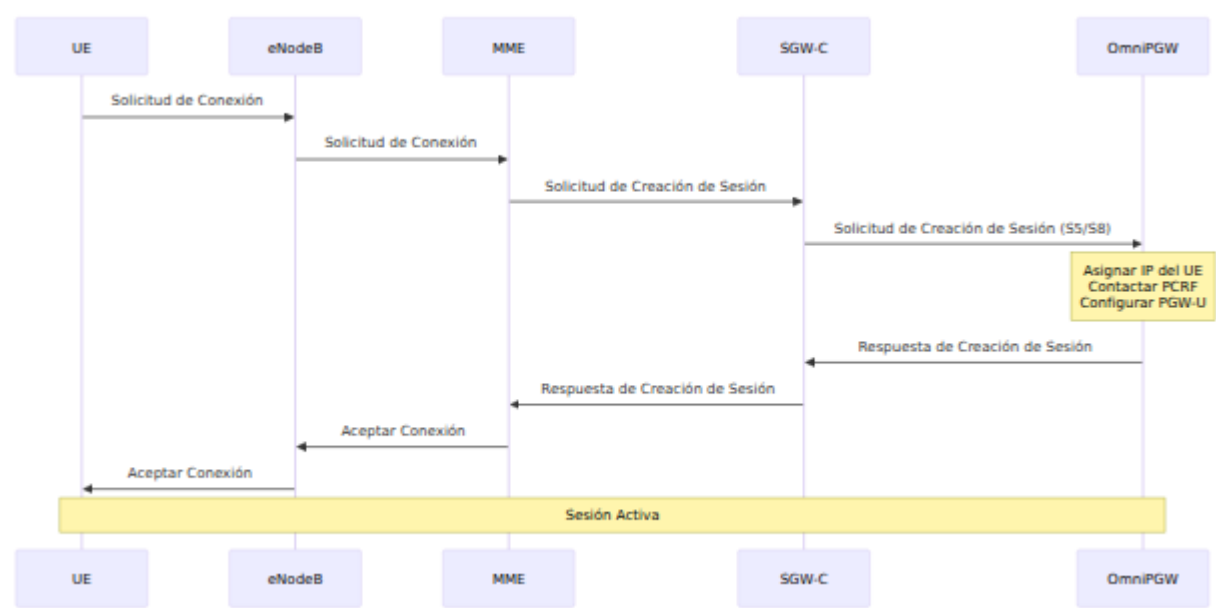 UE
eNodeB
MME
SGW-C
OmniPGW
Solicitud de Conexión
Solicitud de Conexión
Solicitud de Creación de Sesión
Solicitud de Creación de Sesión (S5/S8)
Asignar IP del UE
Contactar PCRF
Configurar PGW-U
Respuesta de Creación de Sesión
Respuesta de Creación de Sesión
Aceptar Conexión
Aceptar Conexión
Sesión Activa
UE
eNodeB
MME
SGW-C
OmniPGW